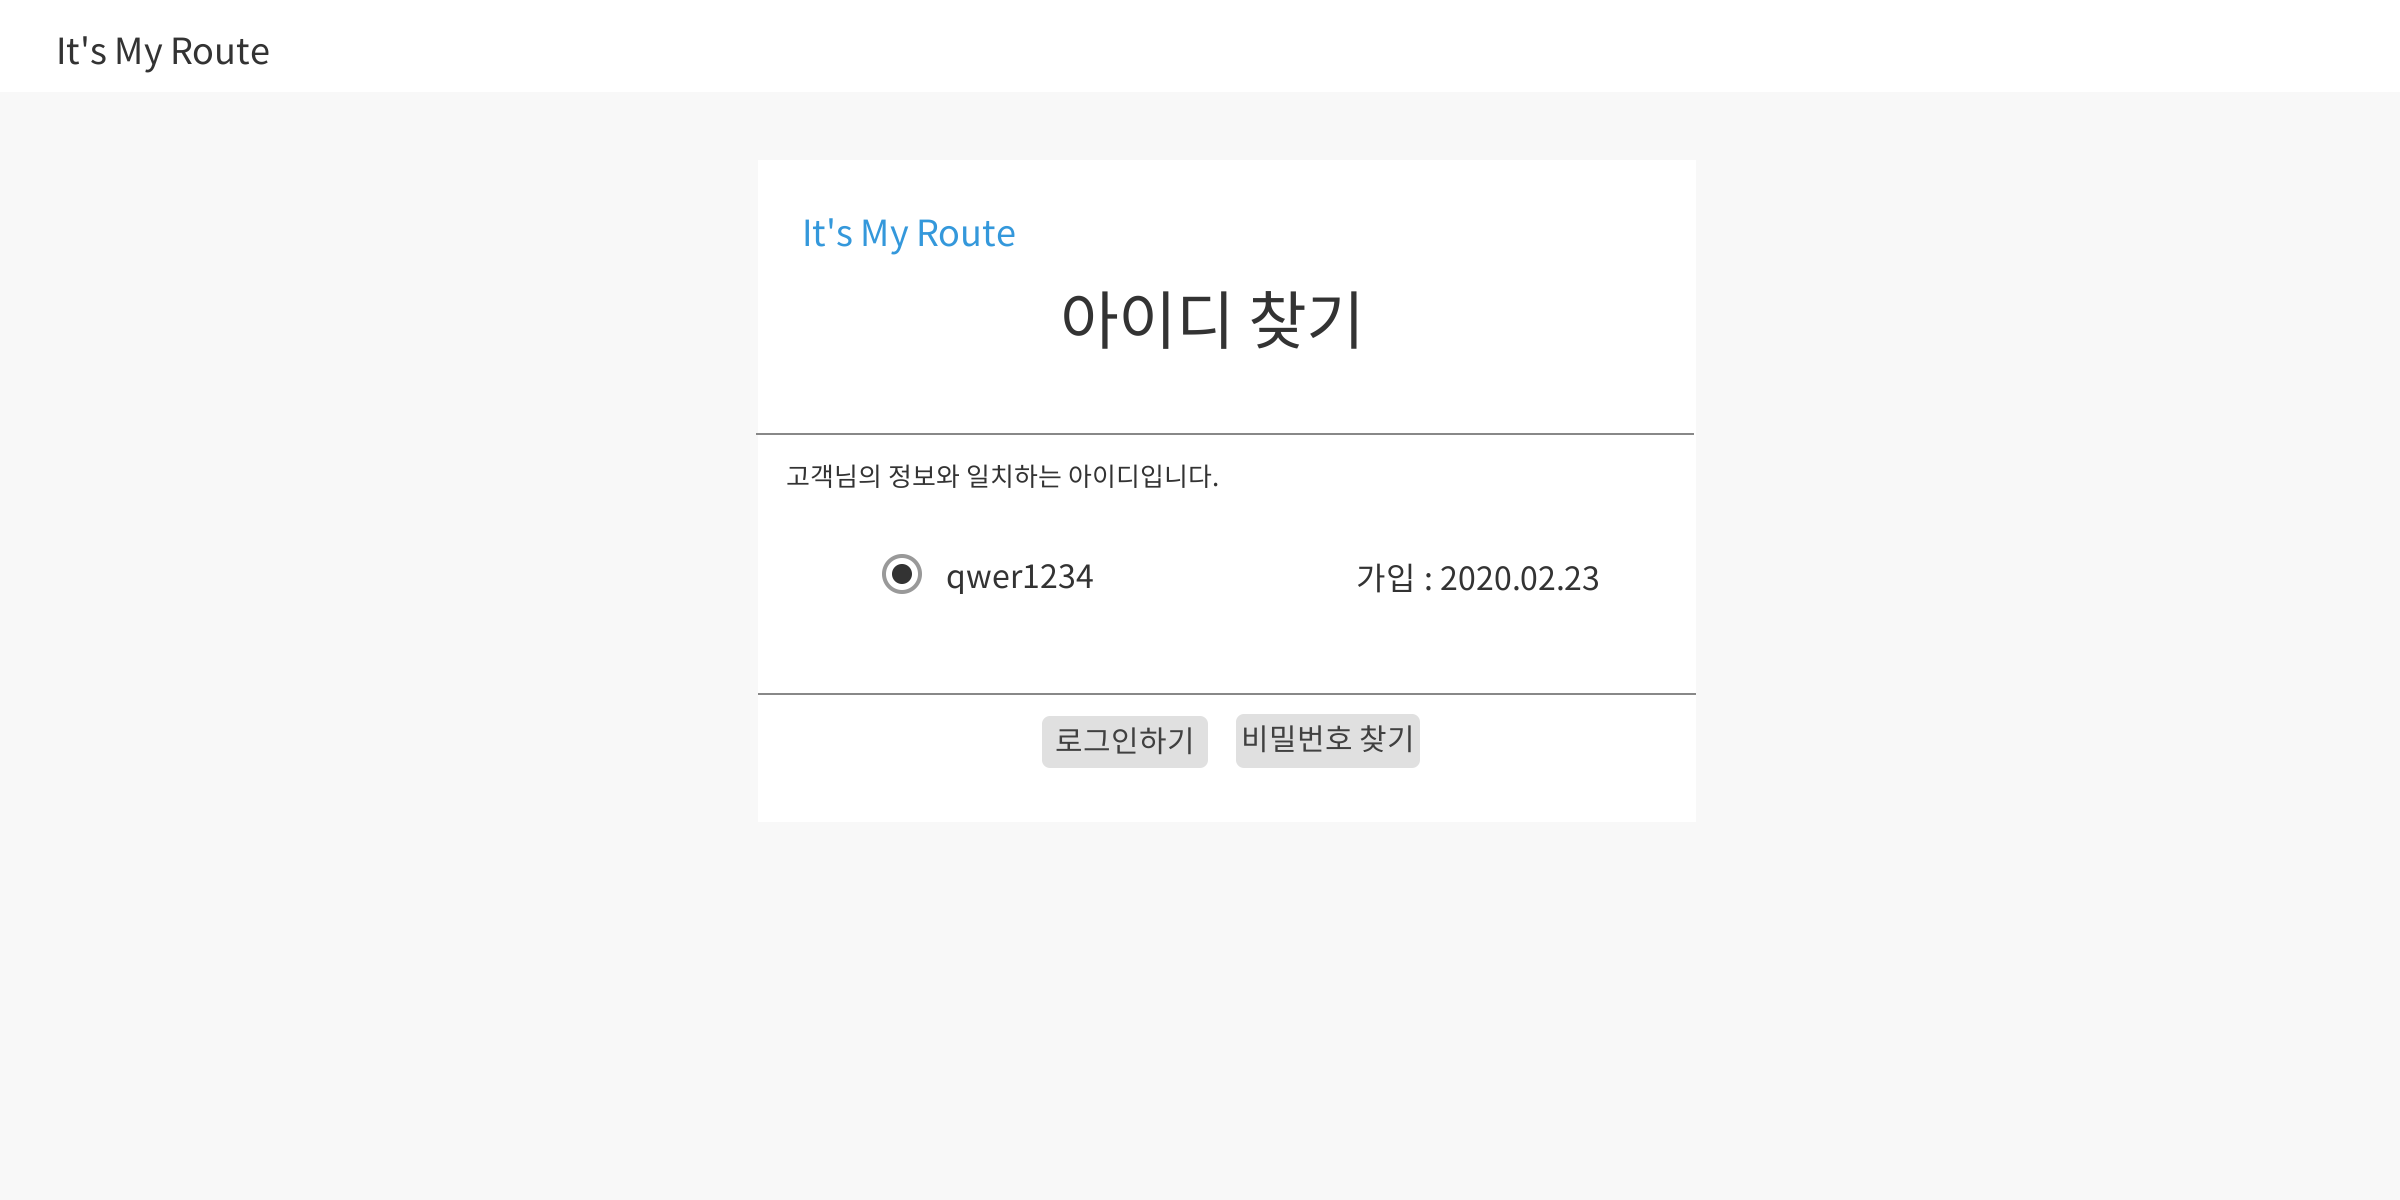 It's My Route
It's My Route
아이디 찾기
고객님의 정보와 일치하는 아이디입니다.
qwer1234 가입 : 2020.02.23
로그인하기 비밀번호 찾기